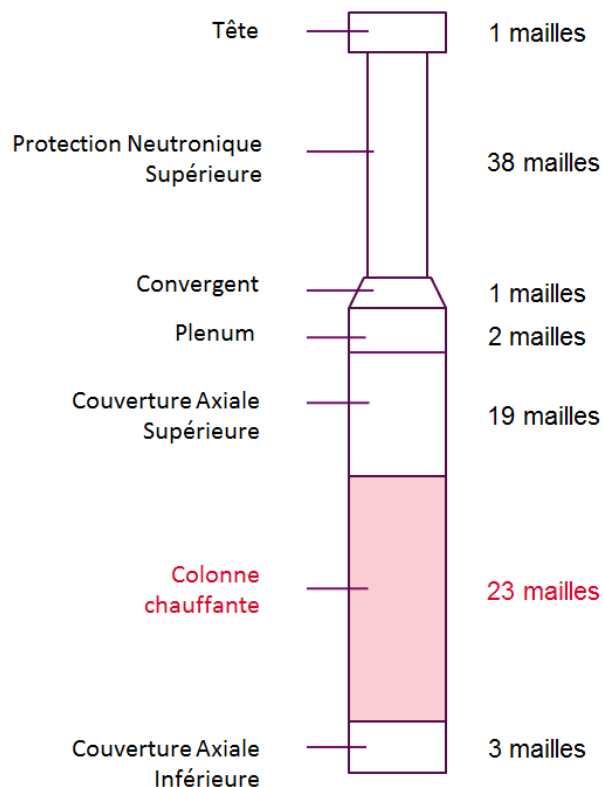 Tête
1 mailles
Protection Neutronique
Supérieure
38 mailles
Convergent
1 mailles
Plenum
2 mailles
Couverture Axiale
Supérieure
19 mailles
Colonne
chauffante
23 mailles
Couverture Axiale
Inférieure
3 mailles